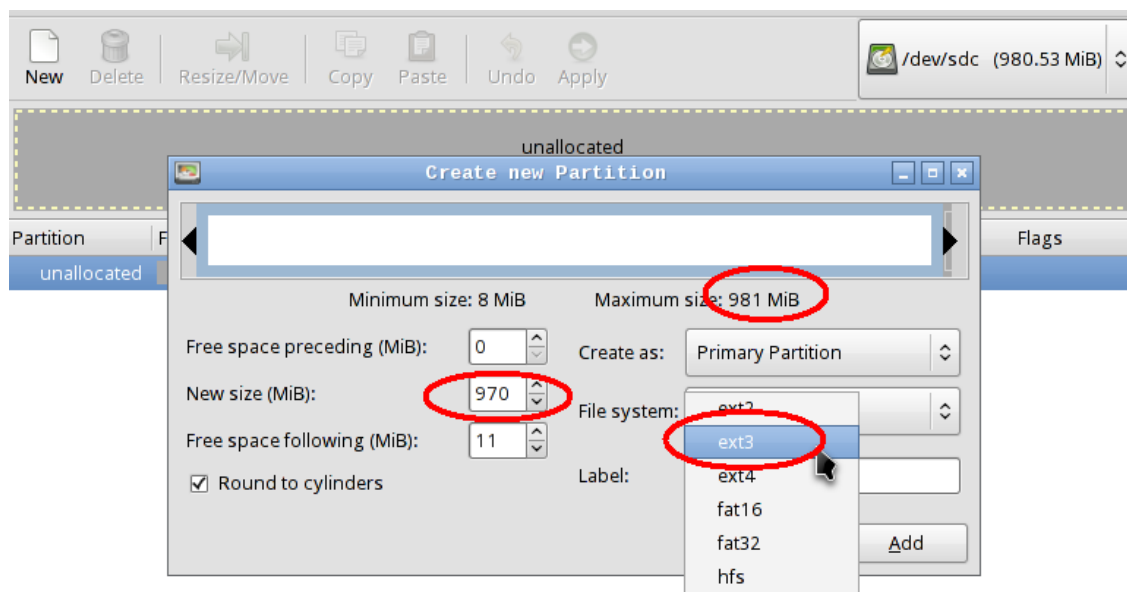 New Delete Resize/Move Copy Paste Undo Apply /dev/sdc (980.53 MiB)
unallocated
Create new Partition
Partition F Flags
unallocated
Minimum size: 8 MiB Maximum size: 981 MiB
Free space preceding (MiB): 0 Create as: Primary Partition
New size (MiB): 970
File system: ext2
Free space following (MiB): 11 ext3
Round to cylinders Label: ext4
fat16
fat32 Add
hfs